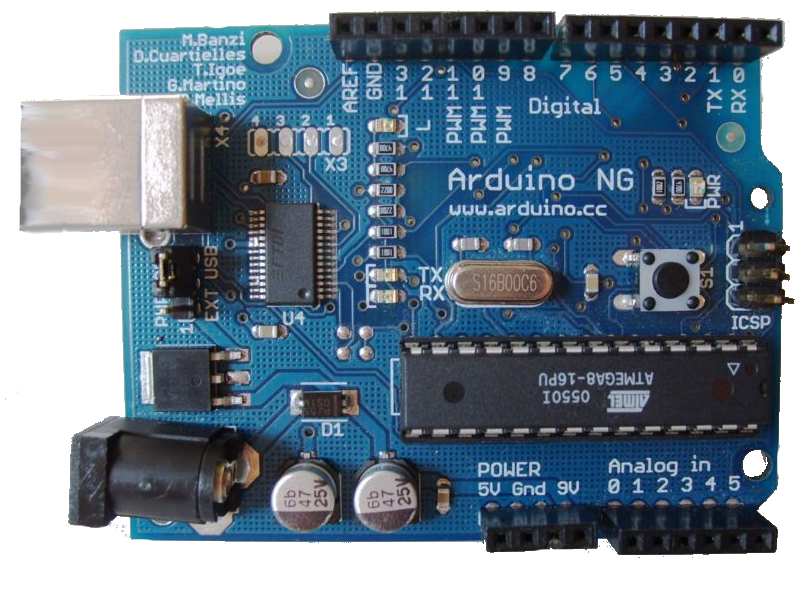 M.Banzi
D.Cuartielles
T.Igoe
G.Martino
Mellis
AREF
GND
13
12
11
10
9
8
7
6
5
4
3
2
TX 1
RX 0
PWM
PWM
PWM
Digital
L
X4
4 3 2 1
X3
Arduino NG
www.arduino.cc
PWR
1
TX
RX
S16B00C6
S1
ICSP
EXT
USB
1
U4
ATMEGA8-16PU
0550I
ATMEL
D1
6b
47
25V
6b
47
25V
POWER
5V Gnd 9V
Analog in
0 1 2 3 4 5